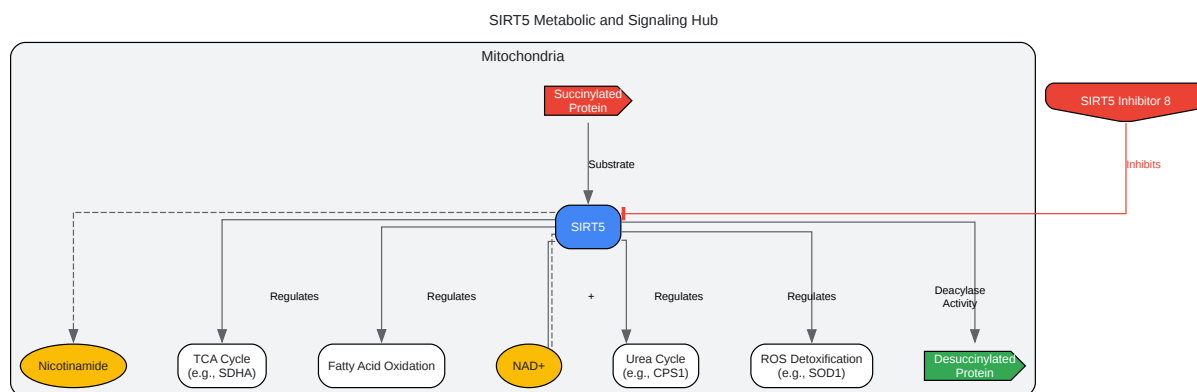 SIRT5 Metabolic and Signaling Hub
Mitochondria
Succinylated
Protein
SIRT5 Inhibitor 8
Substrate
Inhibits
SIRT5
Regulates
Regulates
+
Regulates
Regulates
Deacylase
Activity
Nicotinamide
TCA Cycle
(e.g., SDHA)
Fatty Acid Oxidation
NAD+
Urea Cycle
(e.g., CPS1)
ROS Detoxification
(e.g., SOD1)
Desuccinylated
Protein